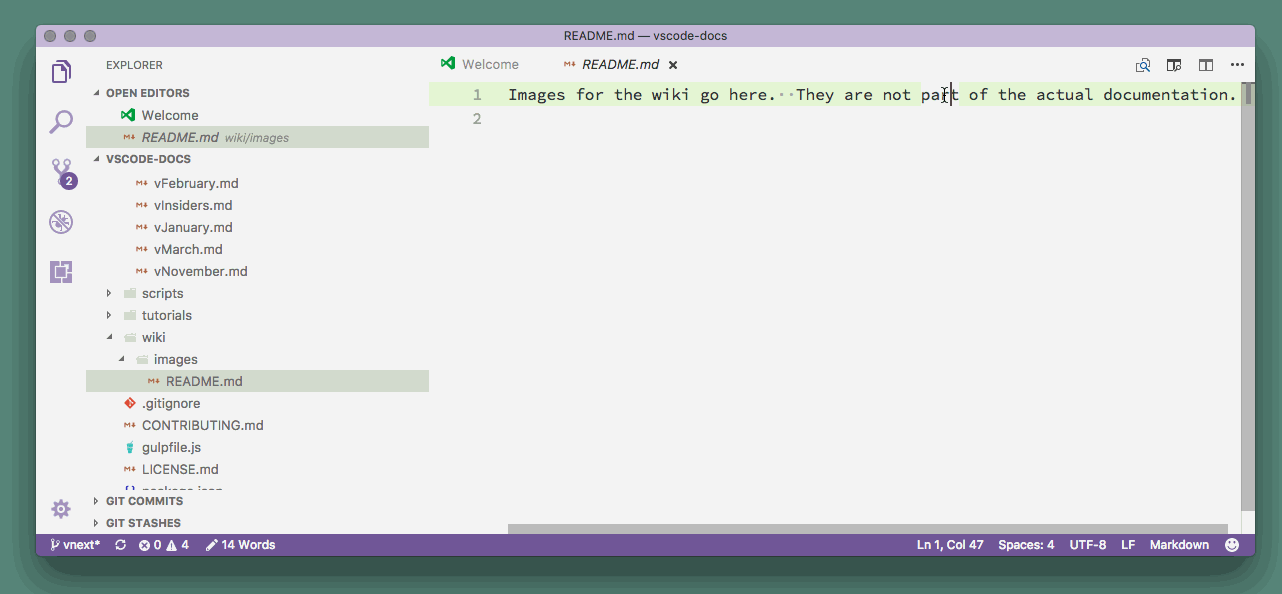 README.md — vscode-docs
EXPLORER
Welcome
README.md
OPEN EDITORS
Welcome
README.md wiki/images
VSCODE-DOCS
vFebruary.md
vInsiders.md
vJanuary.md
vMarch.md
vNovember.md
scripts
tutorials
wiki
images
README.md
.gitignore
CONTRIBUTING.md
gulpfile.js
LICENSE.md
GIT COMMITS
GIT STASHES
2
1 Images for the wiki go here.··They are not part of the actual documentation.
2
vnext* 0 4 14 Words Ln 1, Col 47 Spaces: 4 UTF-8 LF Markdown